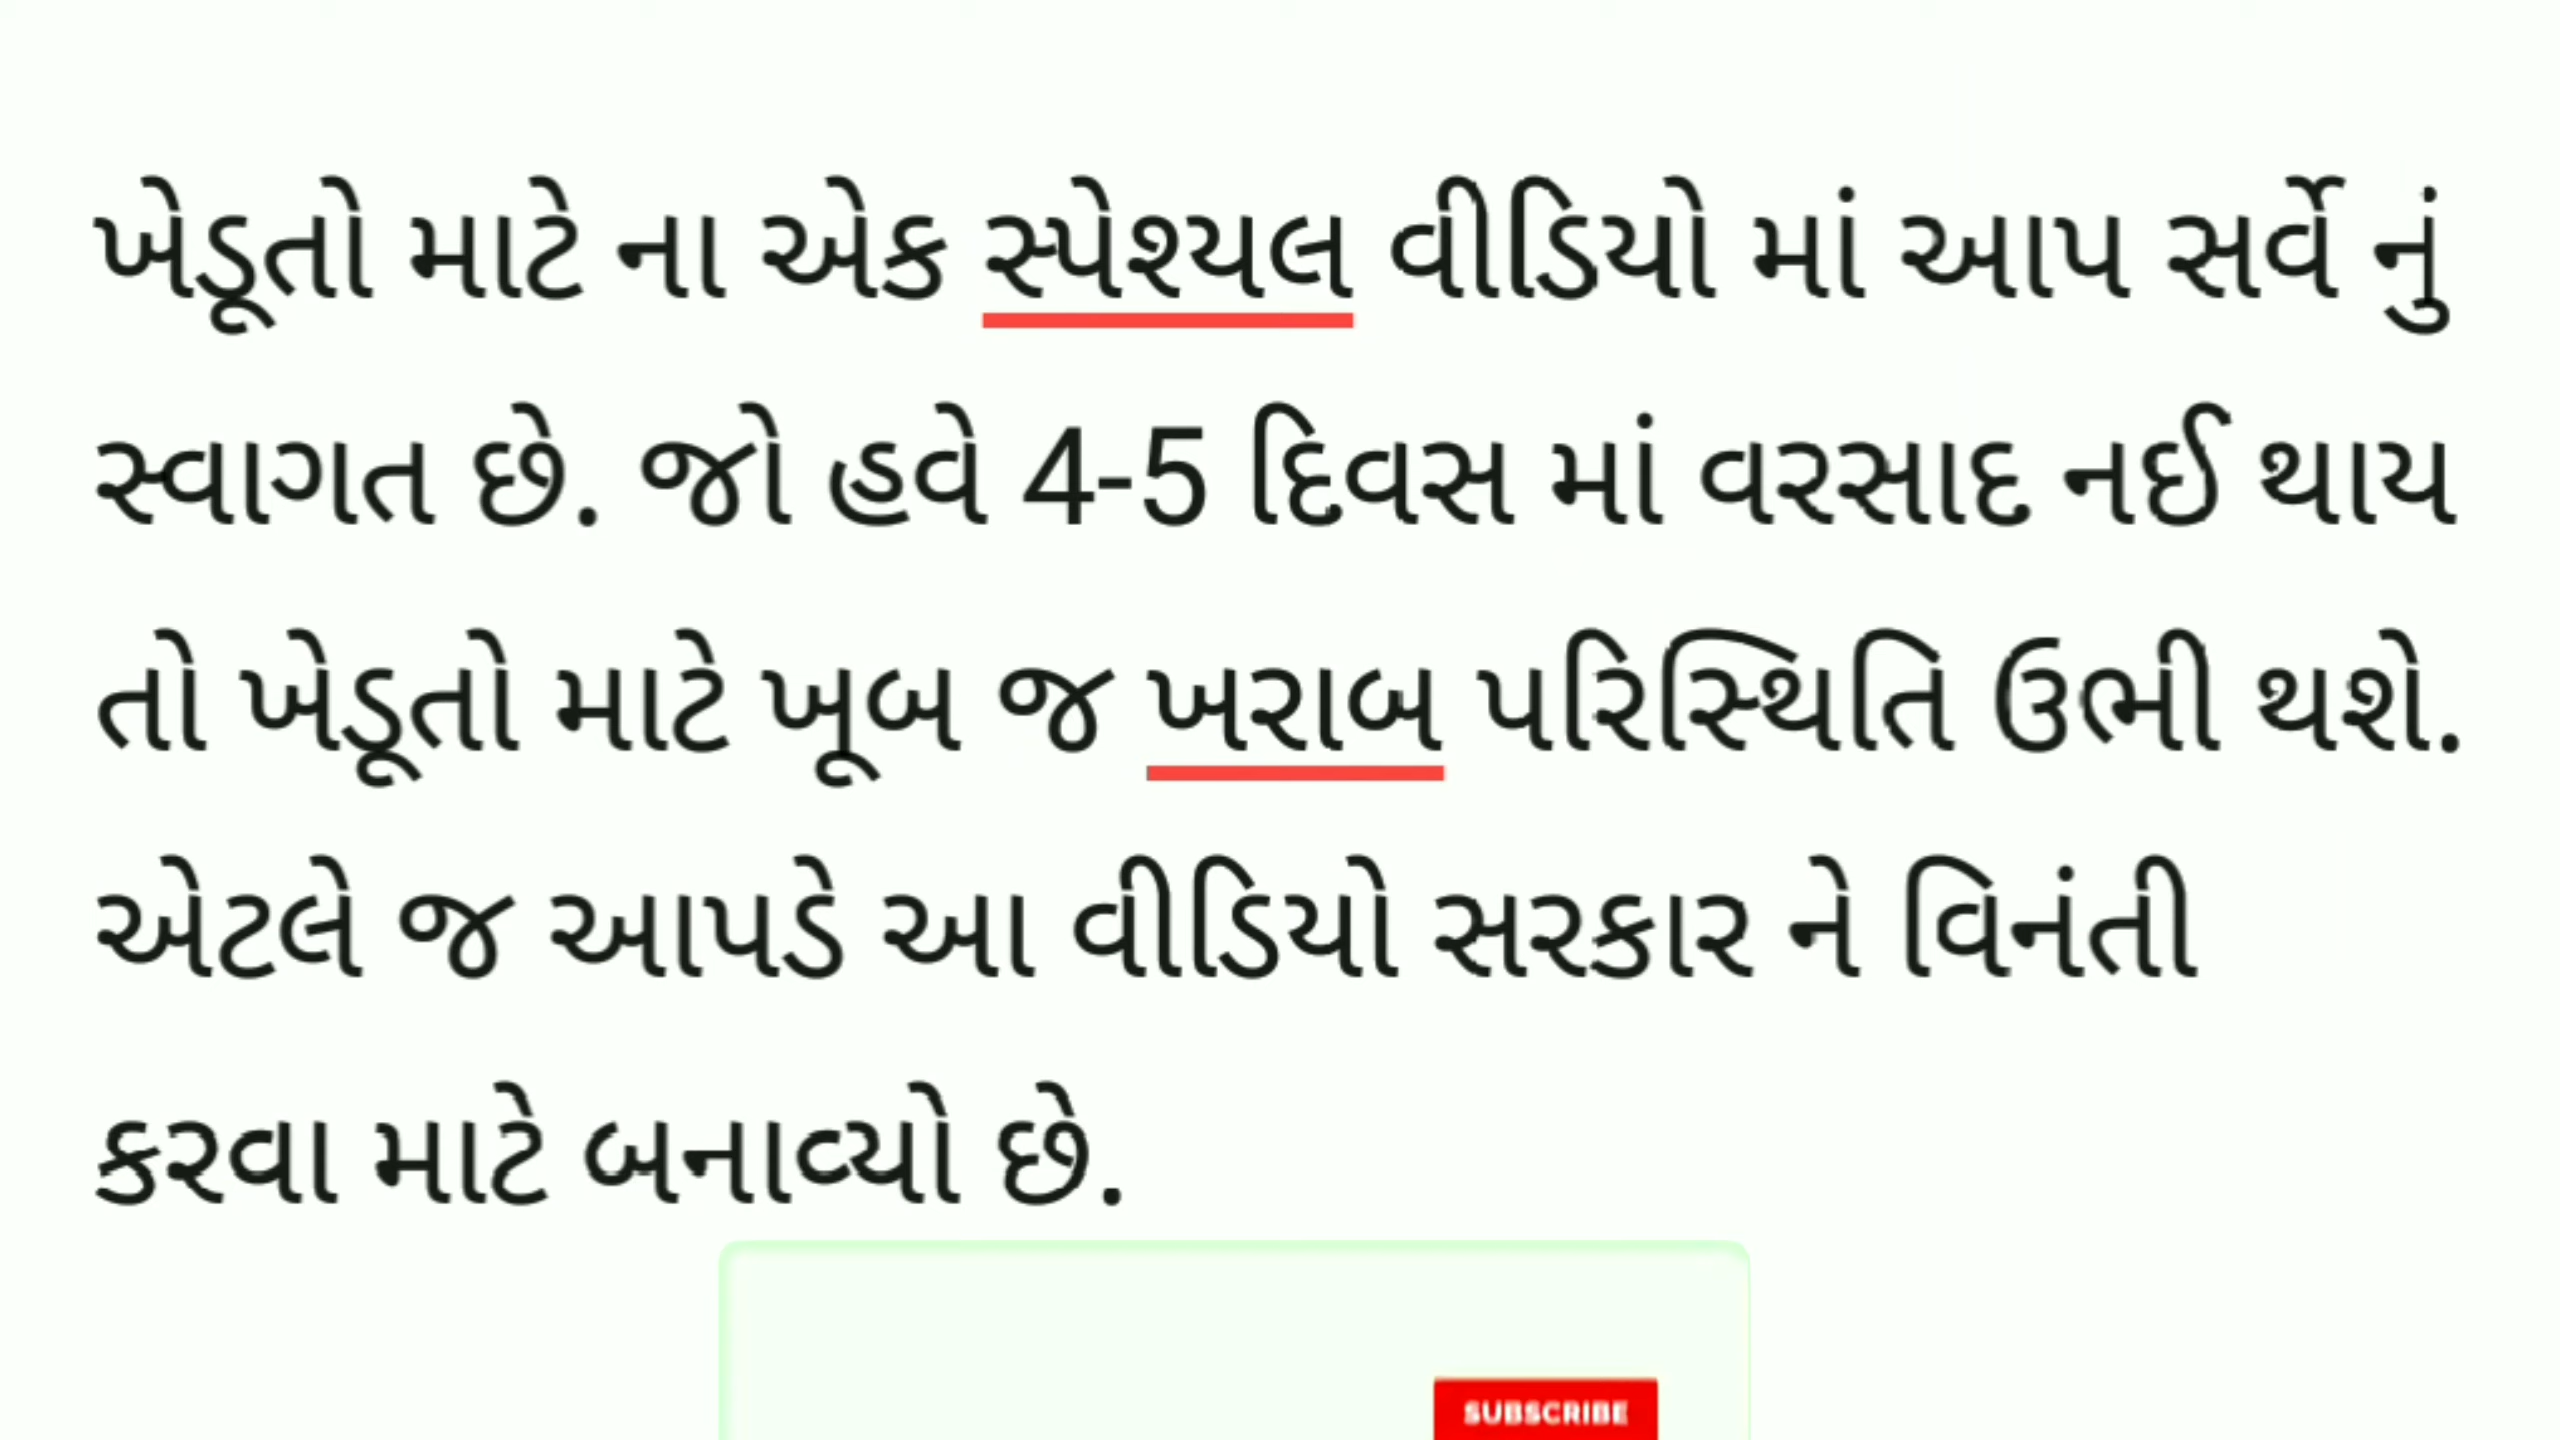 ખેડૂતો માટે ના એક સ્પેશ્યલ વીડિયો માં આપ સર્વે નું
સ્વાગત છે. જો હવે 4-5 દિવસ માં વરસાદ નઈ થાય
તો ખેડૂતો માટે ખૂબ જ ખરાબ પરિસ્થિતિ ઉભી થશે.
એટલે જ આપડે આ વીડિયો સરકાર ને વિનંતી
કરવા માટે બનાવ્યો છે.
SUBSCRIBE